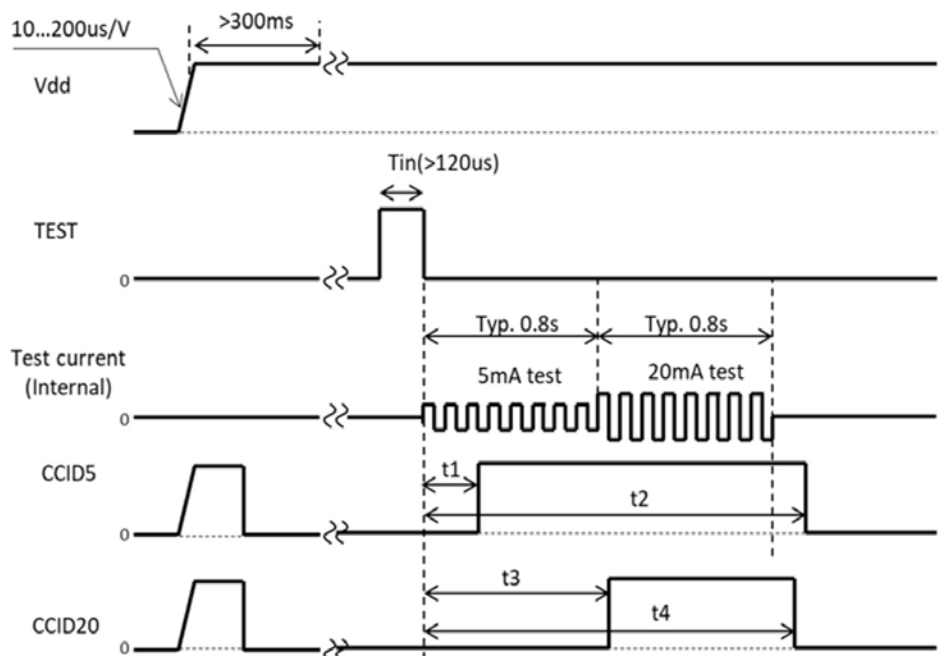 10...200us/V
>300ms
Vdd
Tin(>120us)
TEST
0
Typ. 0.8s
Typ. 0.8s
Test current
(Internal)
5mA test
20mA test
0
CCID5
t1
t2
0
t3
CCID20
t4
0